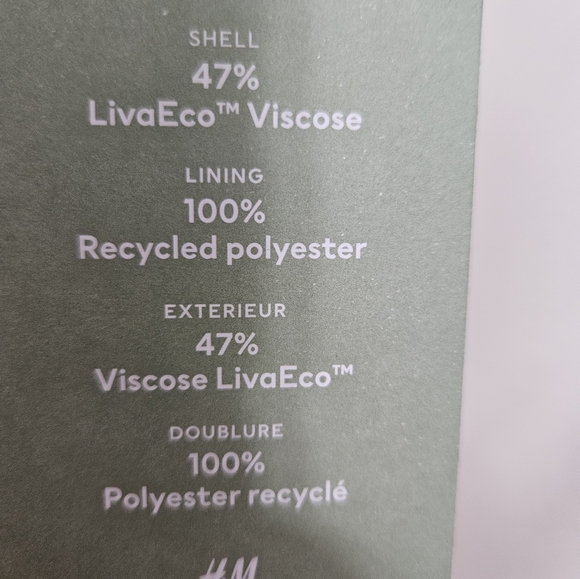 SHELL
47%
LivaEco™ Viscose
LINING
100%
Recycled polyester
EXTERIEUR
47%
Viscose LivaEco™
DOUBLURE
100%
Polyester recyclé
H&M